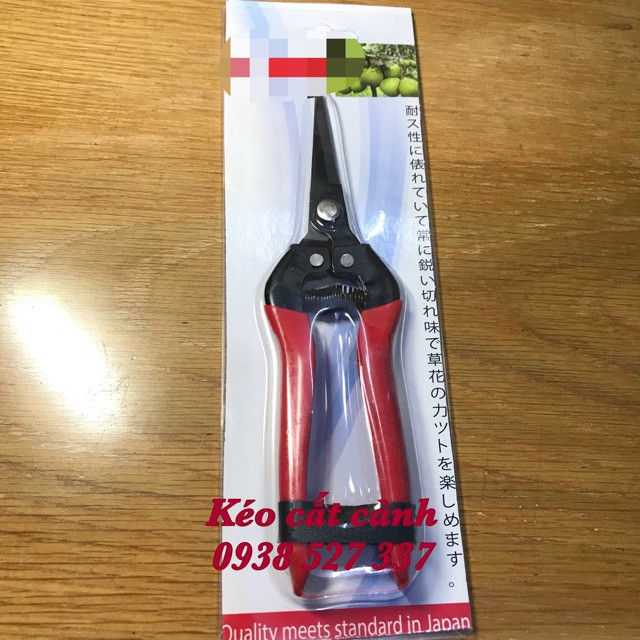 耐ス性に俵れていて常に鋭い切れ味で草花のカットを楽しめます。
Kéo cắt cành
0938 527 337
Quality meets standard in Japan